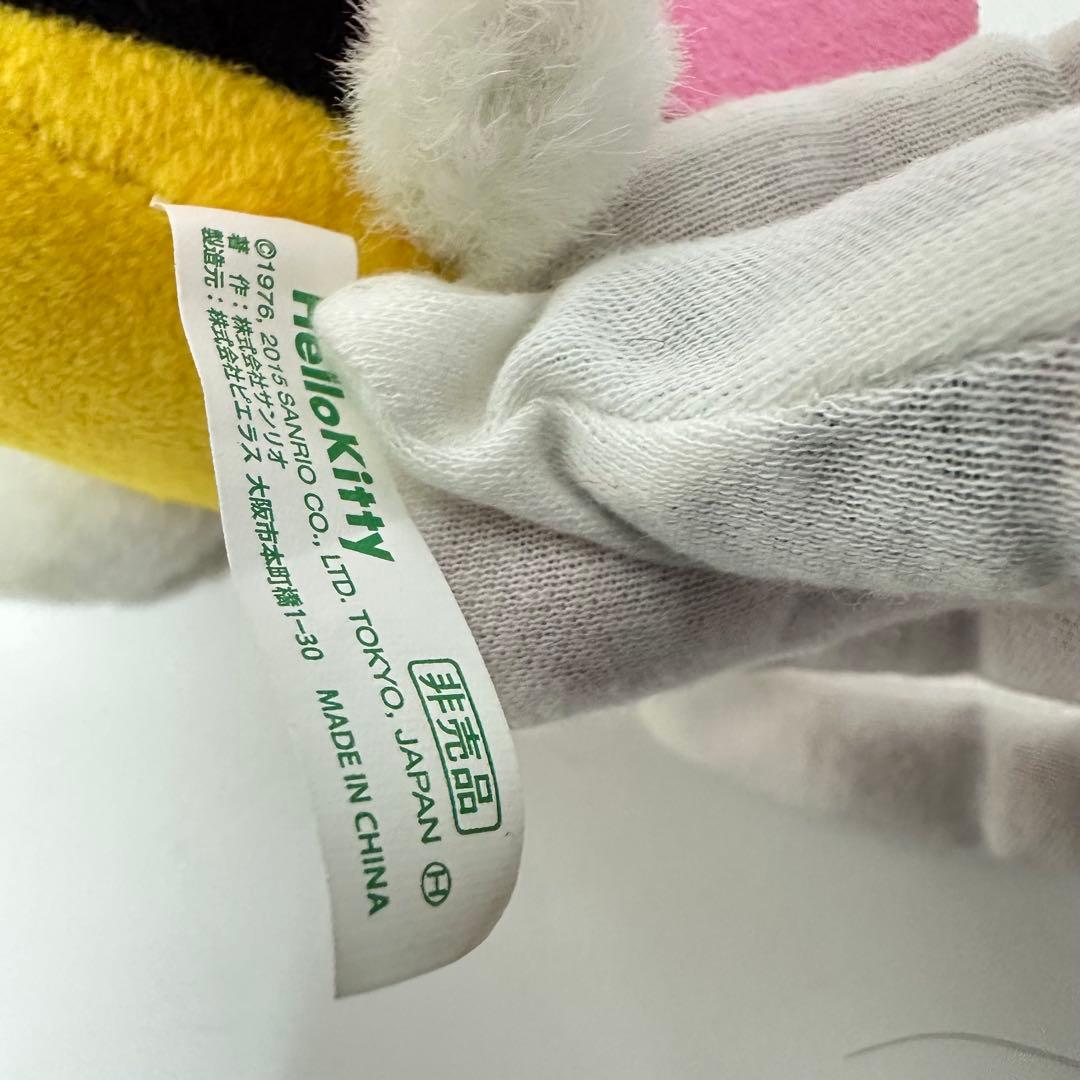 HelloKitty
非売品
©1976, 2015 SANRIO CO., LTD. TOKYO, JAPAN Ⓗ
著 作：株式会社サンリオ
製造元：株式会社ピエラス 大阪市本町橋1-30 MADE IN CHINA